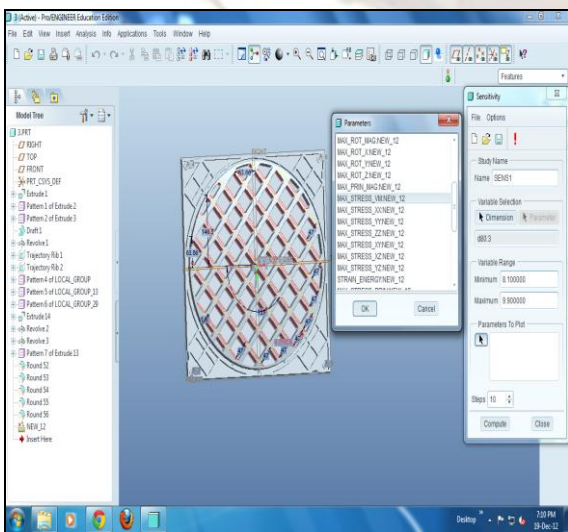 3 (Active) - Pro/ENGINEER Education Edition
File Edit View Insert Analysis Info Applications Tools Window Help
Features
Model Tree
3.PRT
RIGHT
TOP
FRONT
PRT_CSYS_DEF
Extrude 1
Pattern 1 of Extrude 2
Pattern 2 of Extrude 3
Draft 1
Revolve 1
Trajectory Rib 1
Trajectory Rib 2
Pattern 4 of LOCAL_GROUP
Pattern 5 of LOCAL_GROUP_13
Pattern 6 of LOCAL_GROUP_29
Extrude 14
Revolve 2
Revolve 3
Pattern 7 of Extrude 13
Round 52
Round 53
Round 54
Round 55
Round 56
NEW_12
Insert Here
RIGHT
Parameters
MAX_ROT_MAG:NEW_12
MAX_ROT_X:NEW_12
MAX_ROT_Y:NEW_12
MAX_ROT_Z:NEW_12
MAX_PRIN_MAG:NEW_12
MAX_STRESS_VM:NEW_12
MAX_STRESS_XX:NEW_12
MAX_STRESS_XY:NEW_12
MAX_STRESS_XZ:NEW_12
MAX_STRESS_YY:NEW_12
MAX_STRESS_YZ:NEW_12
MAX_STRESS_ZZ:NEW_12
STRAIN_ENERGY:NEW_12
OK Cancel
Sensitivity
File Options
Study Name
Name SENS1
Variable Selection
Dimension Parameter
d80:3
Variable Range
Minimum 8.100000
Maximum 9.900000
Parameters To Plot
Steps 10
Compute Close
Desktop
7:10 PM
19-Dec-12